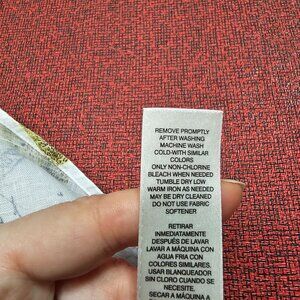 REMOVE PROMPTLY
AFTER WASHING
MACHINE WASH
COLD-WITH SIMILAR
COLORS
ONLY NON-CHLORINE
BLEACH WHEN NEEDED
TUMBLE DRY LOW
WARM IRON AS NEEDED
MAY BE DRY CLEANED
DO NOT USE FABRIC
SOFTENER
RETIRAR
INMEDIATAMENTE
DESPUÉS DE LAVAR
LAVAR A MÁQUINA CON
AGUA FRIA CON
COLORES SIMILARES,
USAR BLANQUEADOR
SIN CLORO CUANDO SE
NECESITE.
SECAR A MÁQUINA A